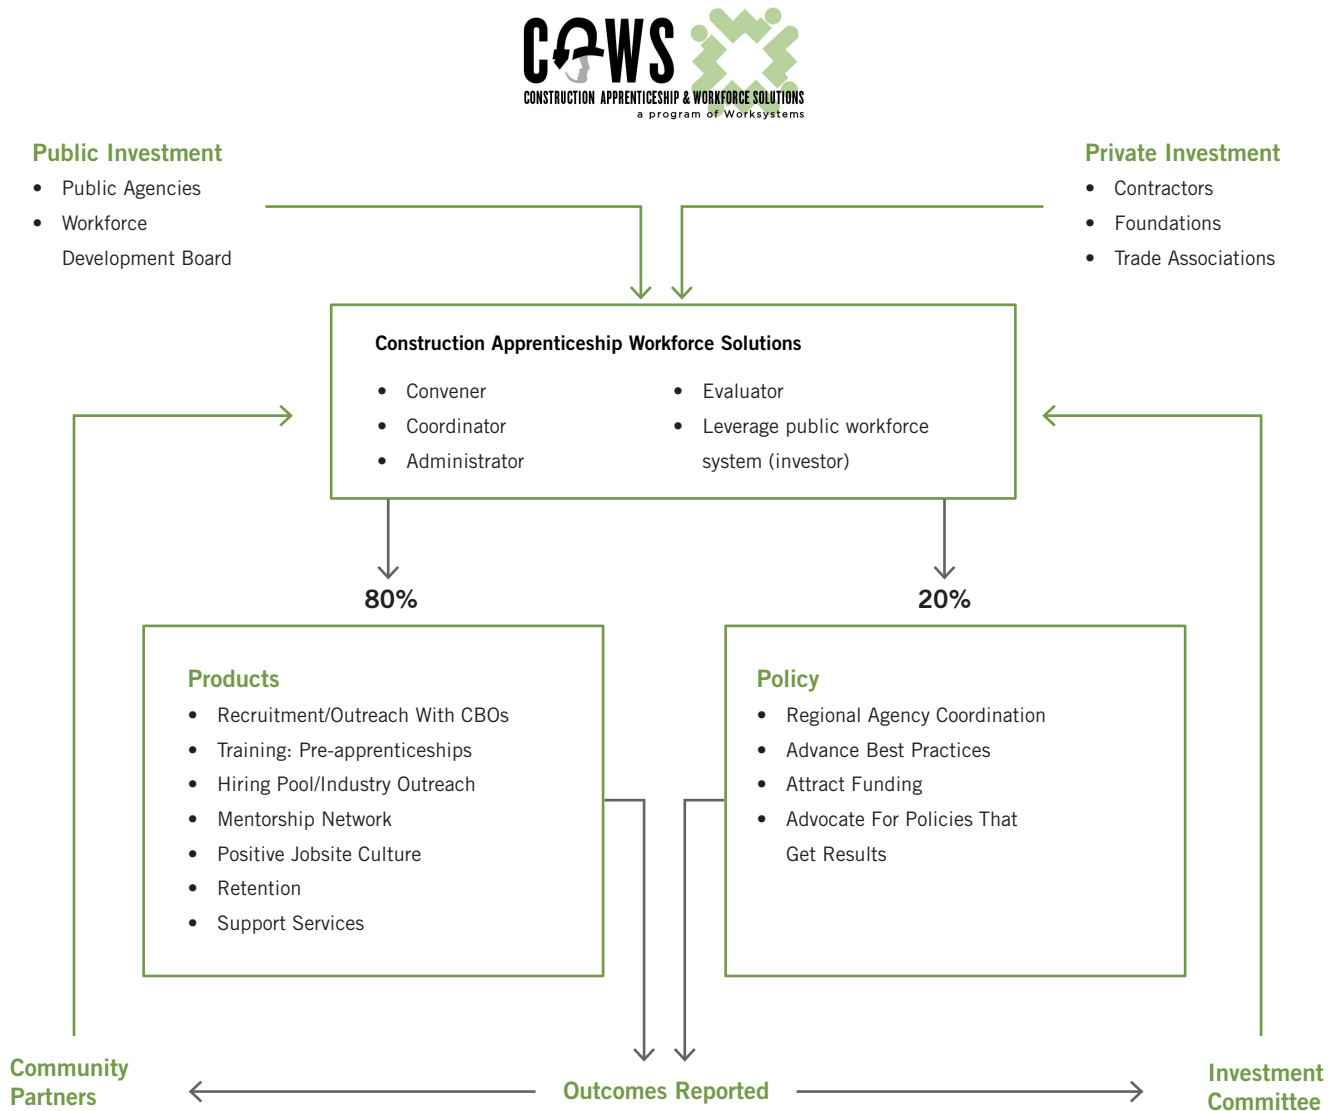 CAWS
CONSTRUCTION APPRENTICESHIP & WORKFORCE SOLUTIONS
a program of Worksystems
Public Investment
• Public Agencies
• Workforce
Development Board
Private Investment
• Contractors
• Foundations
• Trade Associations
Construction Apprenticeship Workforce Solutions
• Convener
• Coordinator
• Administrator
• Evaluator
• Leverage public workforce
system (investor)
80%
20%
Products
• Recruitment/Outreach With CBOs
• Training: Pre-apprenticeships
• Hiring Pool/Industry Outreach
• Mentorship Network
• Positive Jobsite Culture
• Retention
• Support Services
Policy
• Regional Agency Coordination
• Advance Best Practices
• Attract Funding
• Advocate For Policies That
Get Results
Community
Partners
Outcomes Reported
Investment
Committee